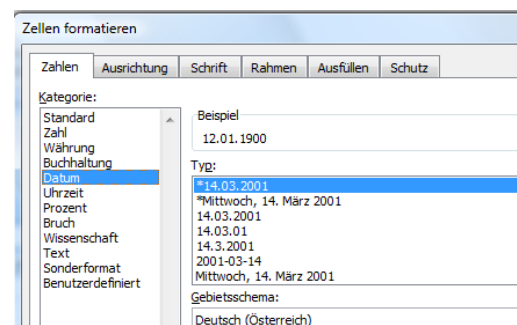 Zellen formatieren
Zahlen Ausrichtung Schrift Rahmen Ausfüllen Schutz
Kategorie:
Standard
Zahl
Währung
Buchhaltung
Datum
Uhrzeit
Prozent
Bruch
Wissenschaft
Text
Sonderformat
Benutzerdefiniert
Beispiel
12.01.1900
Typ:
*14.03.2001
*Mittwoch, 14. März 2001
14.03.2001
14.03.01
14.3.2001
2001-03-14
Mittwoch, 14. März 2001
Gebietsschema:
Deutsch (Österreich)